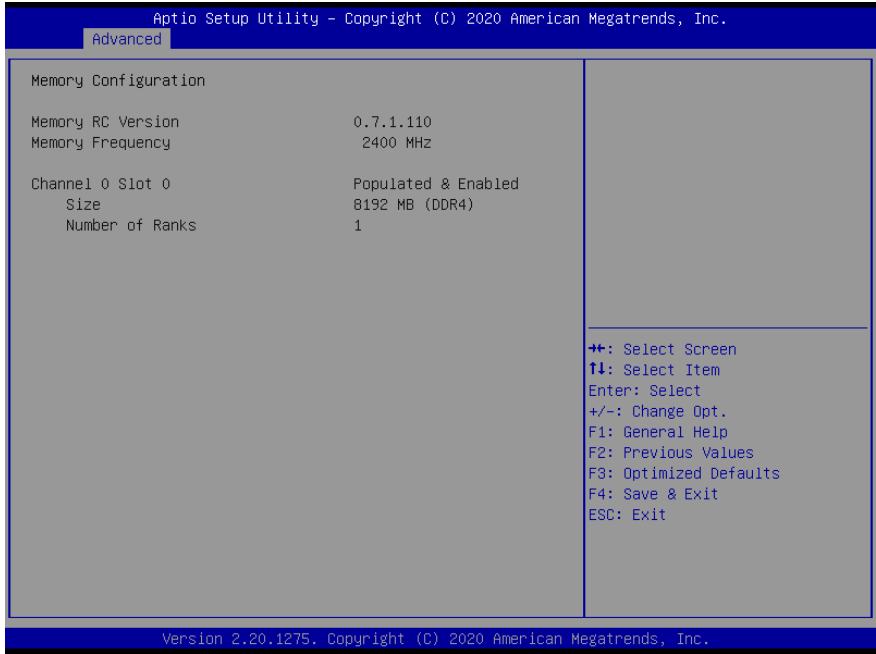 Aptio Setup Utility – Copyright (C) 2020 American Megatrends, Inc.
Advanced
Memory Configuration
Memory RC Version 0.7.1.110
Memory Frequency 2400 MHz
Channel 0 Slot 0 Populated & Enabled
Size 8192 MB (DDR4)
Number of Ranks 1
→←: Select Screen
↑↓: Select Item
Enter: Select
+/-: Change Opt.
F1: General Help
F2: Previous Values
F3: Optimized Defaults
F4: Save & Exit
ESC: Exit
Version 2.20.1275. Copyright (C) 2020 American Megatrends, Inc.